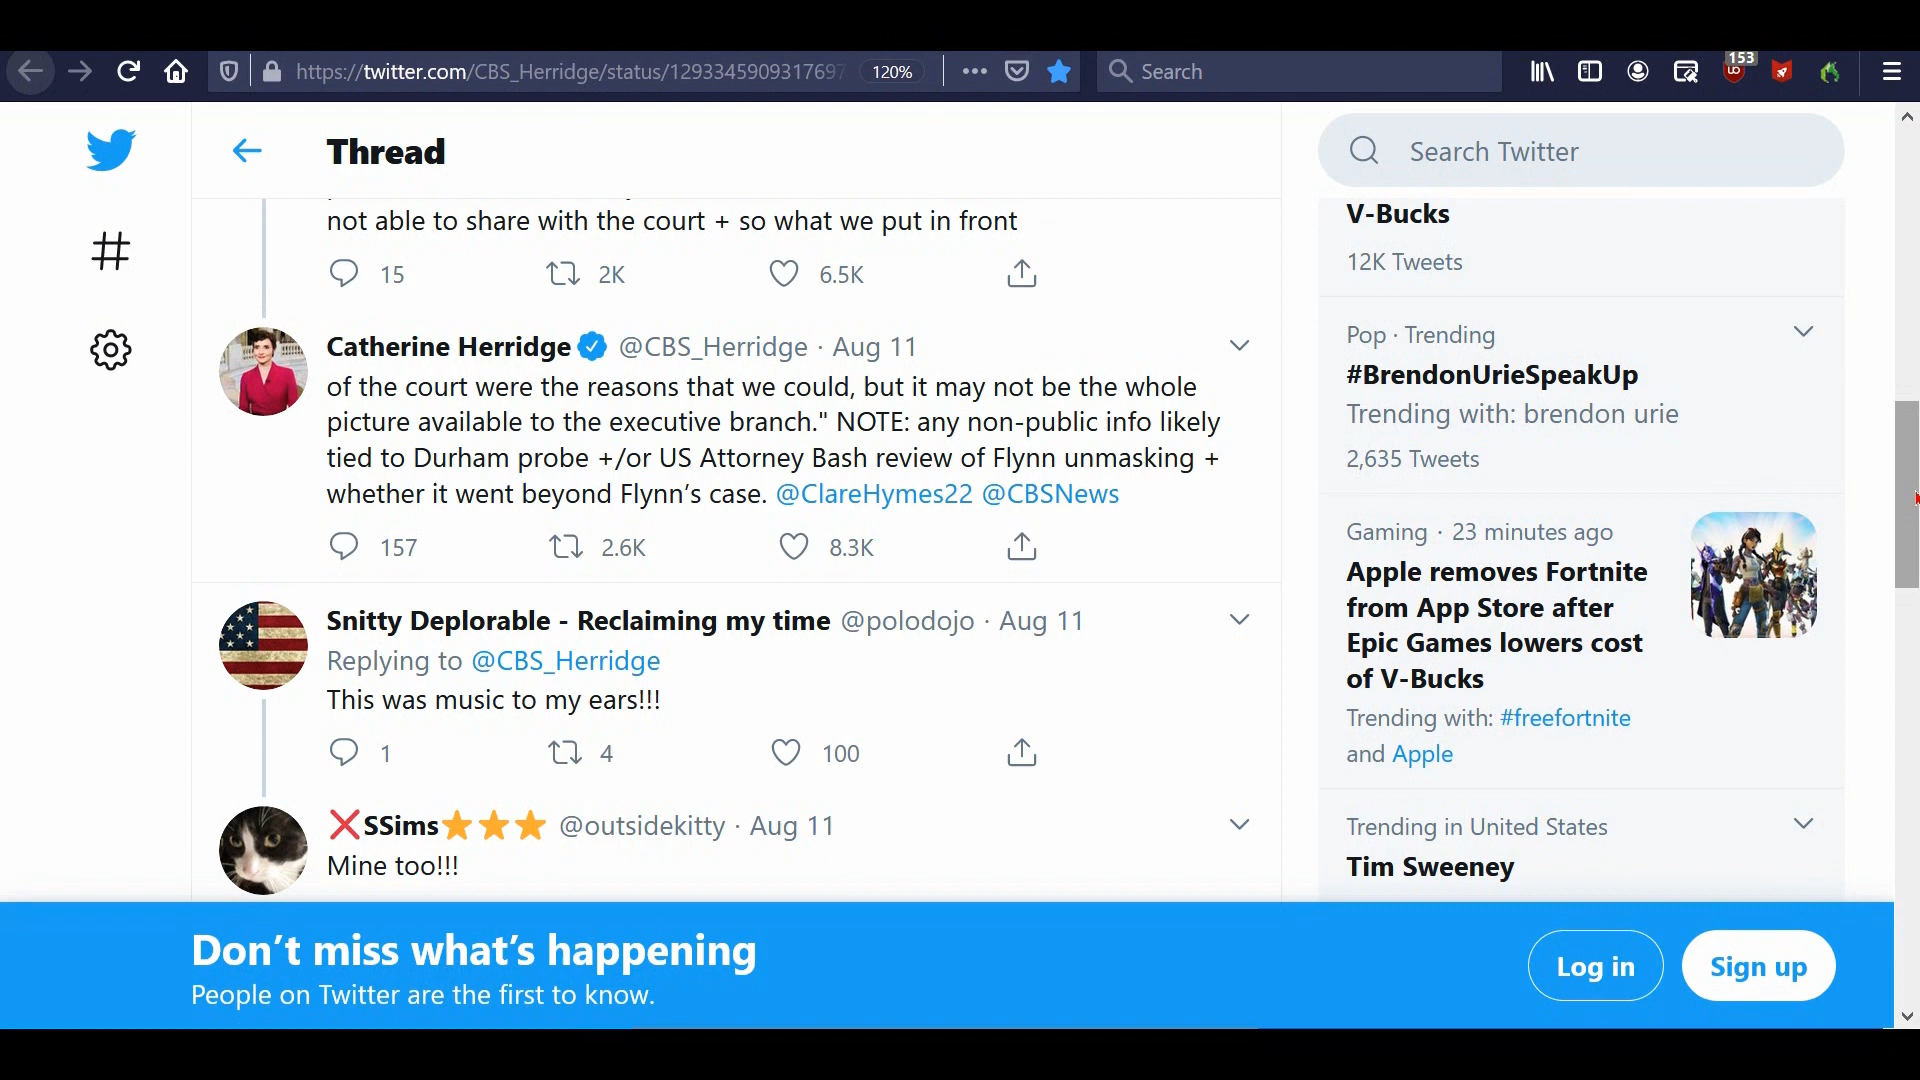 https://twitter.com/CBS_Herridge/status/129334590931769
120%
Search
153
Thread
Search Twitter
not able to share with the court + so what we put in front
15
2K
6.5K
Catherine Herridge @CBS_Herridge · Aug 11
of the court were the reasons that we could, but it may not be the whole
picture available to the executive branch." NOTE: any non-public info likely
tied to Durham probe +/or US Attorney Bash review of Flynn unmasking +
whether it went beyond Flynn's case. @ClareHymes22 @CBSNews
157
2.6K
8.3K
Snitty Deplorable - Reclaiming my time @polodojo · Aug 11
Replying to @CBS_Herridge
This was music to my ears!!!
1
4
100
❌SSims⭐⭐⭐ @outsidekitty · Aug 11
Mine too!!!
V-Bucks
12K Tweets
Pop · Trending
#BrendonUrieSpeakUp
Trending with: brendon urie
2,635 Tweets
Gaming · 23 minutes ago
Apple removes Fortnite
from App Store after
Epic Games lowers cost
of V-Bucks
Trending with: #freefortnite
and Apple
Trending in United States
Tim Sweeney
Don't miss what's happening
People on Twitter are the first to know.
Log in
Sign up